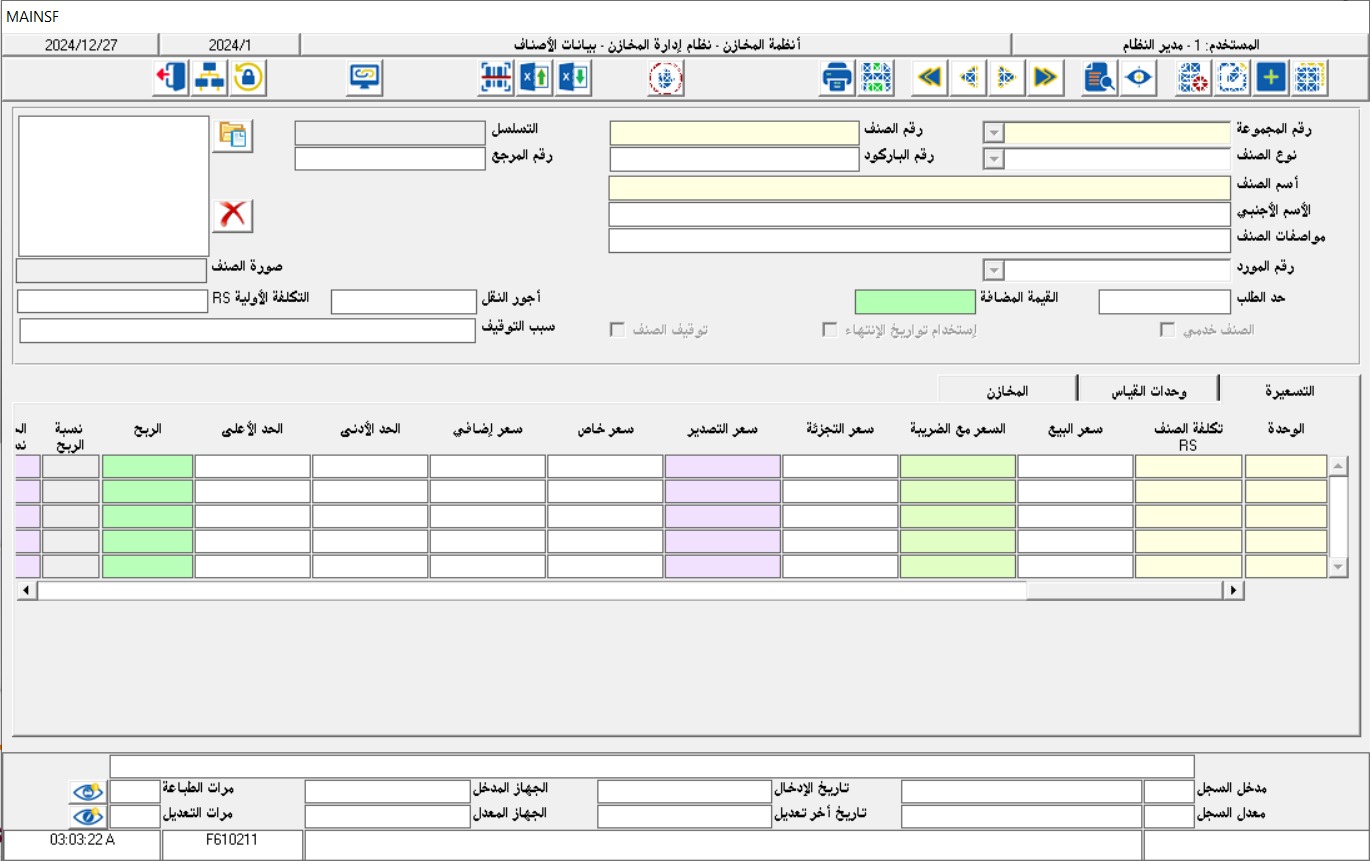 MAINSF
المستخدم: 1 - مدير النظام
أنظمة المخازن - نظام إدارة المخازن - بيانات الأصناف
2024/1
2024/12/27
رقم المجموعة
رقم الصنف
التسلسل
نوع الصنف
رقم الباركود
رقم المرجع
أسم الصنف
الأسم الأجنبي
مواصفات الصنف
رقم المورد
صورة الصنف
حد الطلب
القيمة المضافة
أجور النقل
التكلفة الأولية RS
الصنف خدمي
إستخدام تواريخ الإنتهاء
توقيف الصنف
سبب التوقيف
التسعيرة
وحدات القياس
المخازن
الوحدة
تكلفة الصنف RS
سعر البيع
السعر مع الضريبة
سعر التجزئة
سعر التصدير
سعر خاص
سعر إضافي
الحد الأدنى
الحد الأعلى
الربح
نسبة الربح
مدخل السجل
تاريخ الإدخال
الجهاز المدخل
مرات الطباعة
معدل السجل
تاريخ أخر تعديل
الجهاز المعدل
مرات التعديل
F610211
03:03:22 A